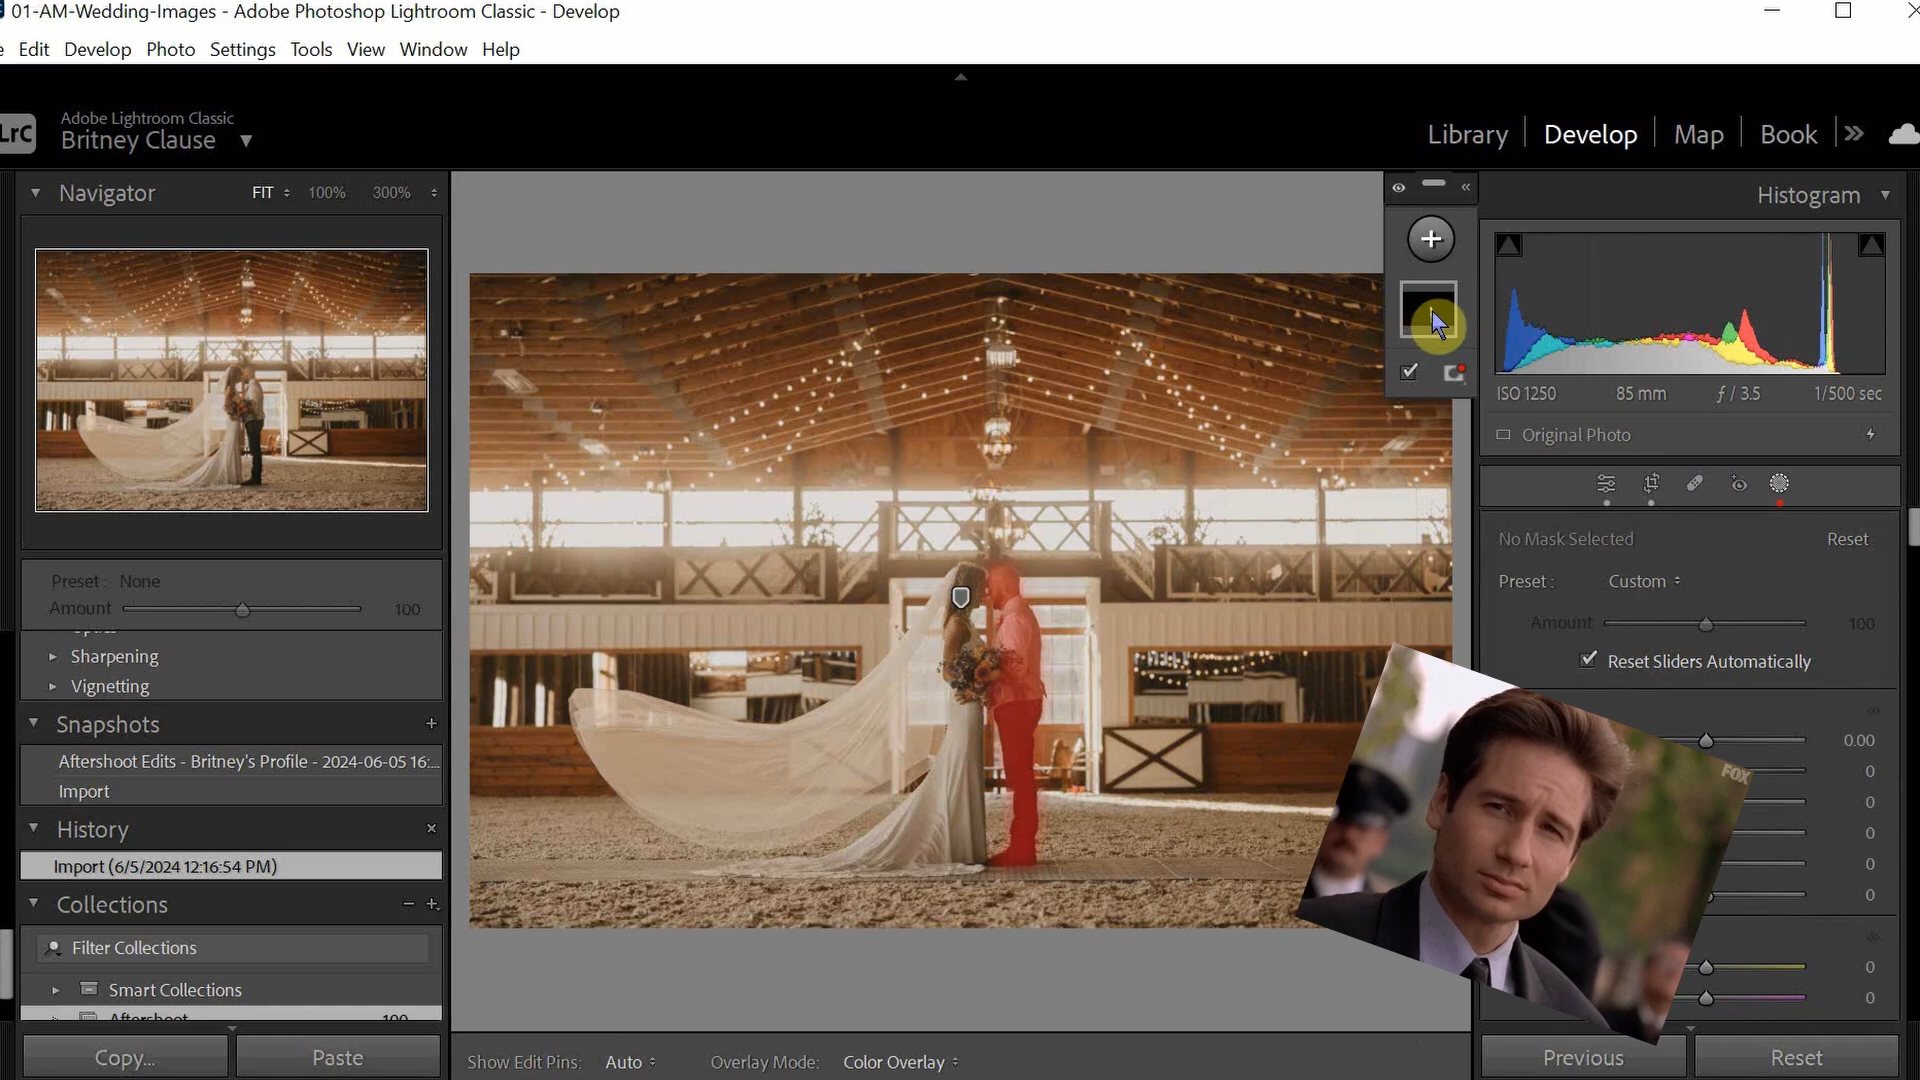 01-AM-Wedding-Images - Adobe Photoshop Lightroom Classic - Develop
Edit Develop Photo Settings Tools View Window Help
LrC
Adobe Lightroom Classic
Britney Clause
Library Develop Map Book
Navigator FIT 100% 300%
Histogram
ISO 1250 85 mm ƒ / 3.5 1/500 sec
Original Photo
No Mask Selected Reset
Preset : Custom
Amount 100
Reset Sliders Automatically
0.00
0
0
0
0
0
0
0
FOX
Preset : None
Amount 100
Sharpening
Vignetting
Snapshots
Aftershoot Edits - Britney's Profile - 2024-06-05 16:...
Import
History
Import (6/5/2024 12:16:54 PM)
Collections
Filter Collections
Smart Collections
Aftershoot 100
Copy... Paste
Show Edit Pins: Auto Overlay Mode: Color Overlay
Previous Reset